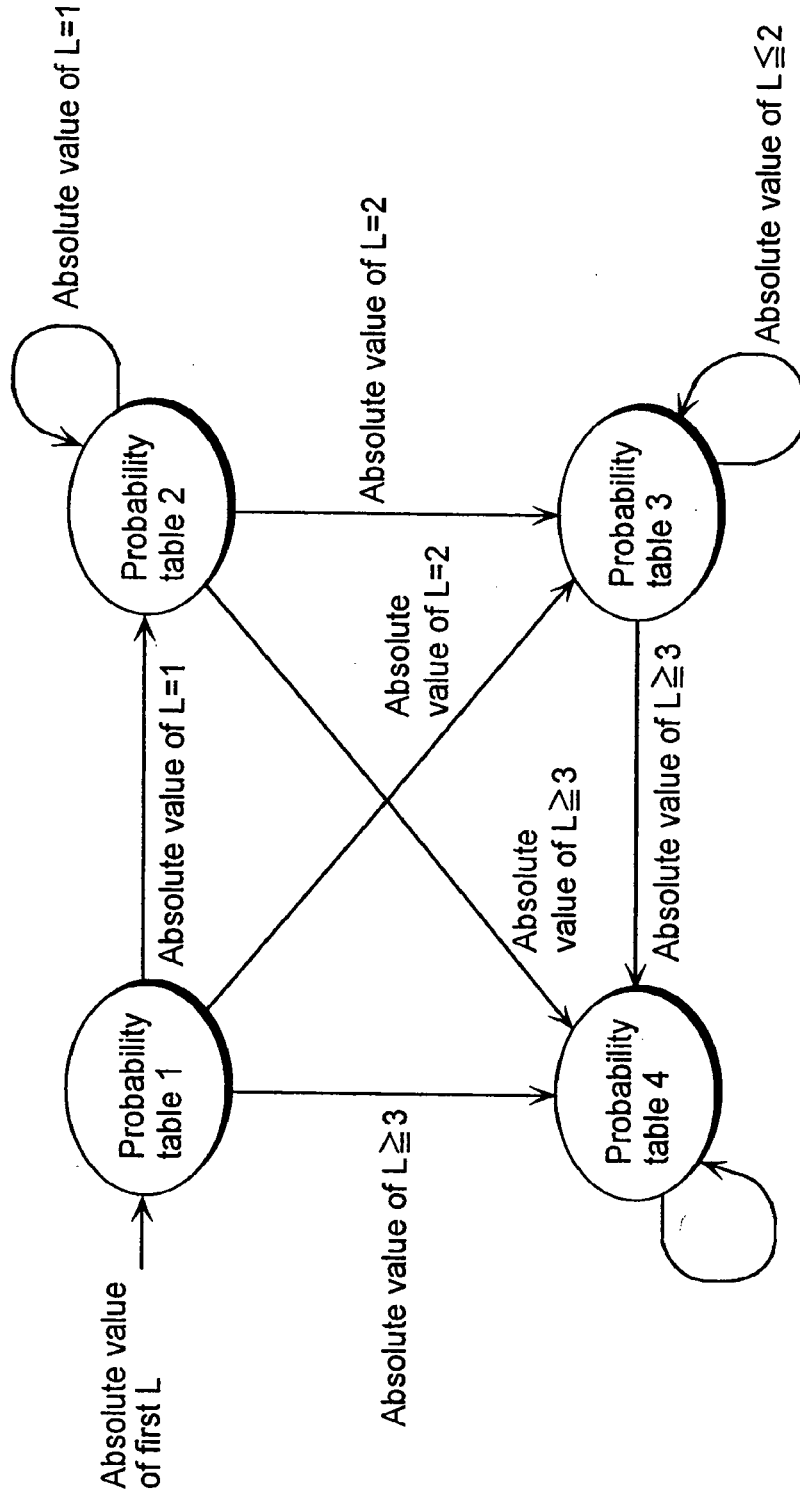 Absolute value
of first L
Probability
table 1
Absolute value of L=1
Probability
table 2
Absolute value of L=1
Absolute value of L≧3
Absolute
value of L≧3
Absolute
value of L=2
Absolute value of L=2
Probability
table 4
Absolute value of L≧3
Probability
table 3
Absolute value of L≦2